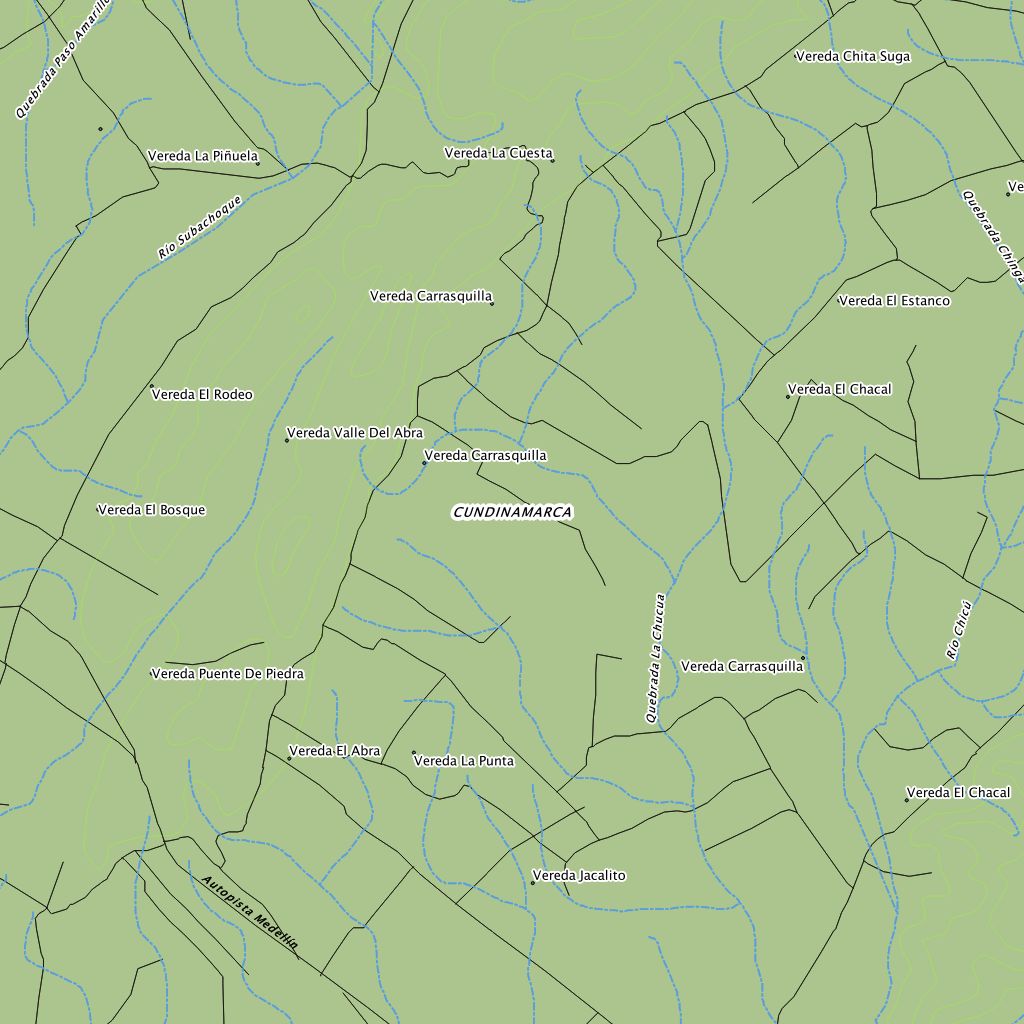 Quebrada Paso Amarillo
Vereda Chita Suga
Vereda La Cuesta
Vereda La Piñuela
Ve
Río Subachoque
Quebrada Chinga
Vereda Carrasquilla
Vereda El Estanco
Vereda El Rodeo
Vereda El Chacal
Vereda Valle Del Abra
Vereda Carrasquilla
Vereda El Bosque
CUNDINAMARCA
Río Chicú
Quebrada La Chucua
Vereda Carrasquilla
Vereda Puente De Piedra
Vereda El Abra
Vereda La Punta
Vereda El Chacal
Vereda Jacalito
Autopista Medellín